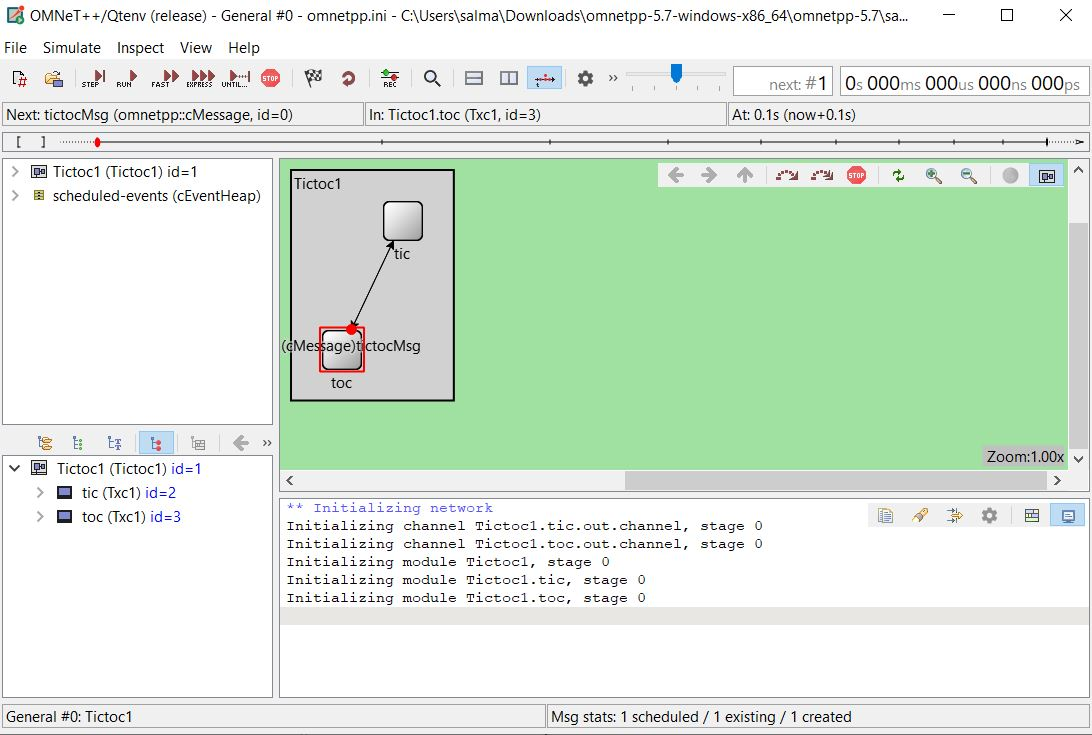 OMNeT++/Qtenv (release) - General #0 - omnetpp.ini - C:\Users\salma\Downloads\omnetpp-5.7-windows-x86_64\omnetpp-5.7\sa...
File Simulate Inspect View Help
STEP RUN FAST EXPRESS UNTIL... STOP REC next: #1 0s 000ms 000us 000ns 000ps
Next: tictocMsg (omnetpp::cMessage, id=0) In: Tictoc1.toc (Txc1, id=3) At: 0.1s (now+0.1s)
[ ]
Tictoc1 (Tictoc1) id=1
scheduled-events (cEventHeap)
Tictoc1
STOP
tic
(cMessage)tictocMsg
toc
Zoom:1.00x
Tictoc1 (Tictoc1) id=1
tic (Txc1) id=2
toc (Txc1) id=3
** Initializing network
Initializing channel Tictoc1.tic.out.channel, stage 0
Initializing channel Tictoc1.toc.out.channel, stage 0
Initializing module Tictoc1, stage 0
Initializing module Tictoc1.tic, stage 0
Initializing module Tictoc1.toc, stage 0
General #0: Tictoc1 Msg stats: 1 scheduled / 1 existing / 1 created